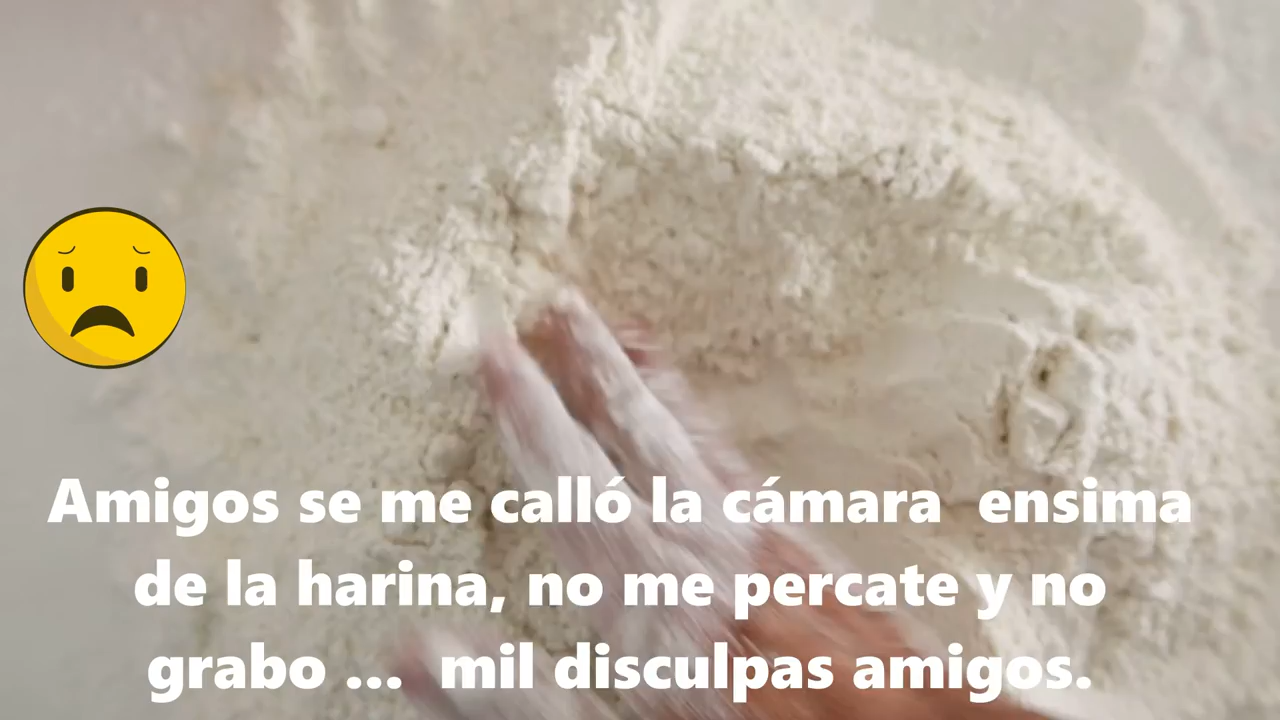 Amigos se me calló la cámara ensima
de la harina, no me percate y no
grabo ... mil disculpas amigos.